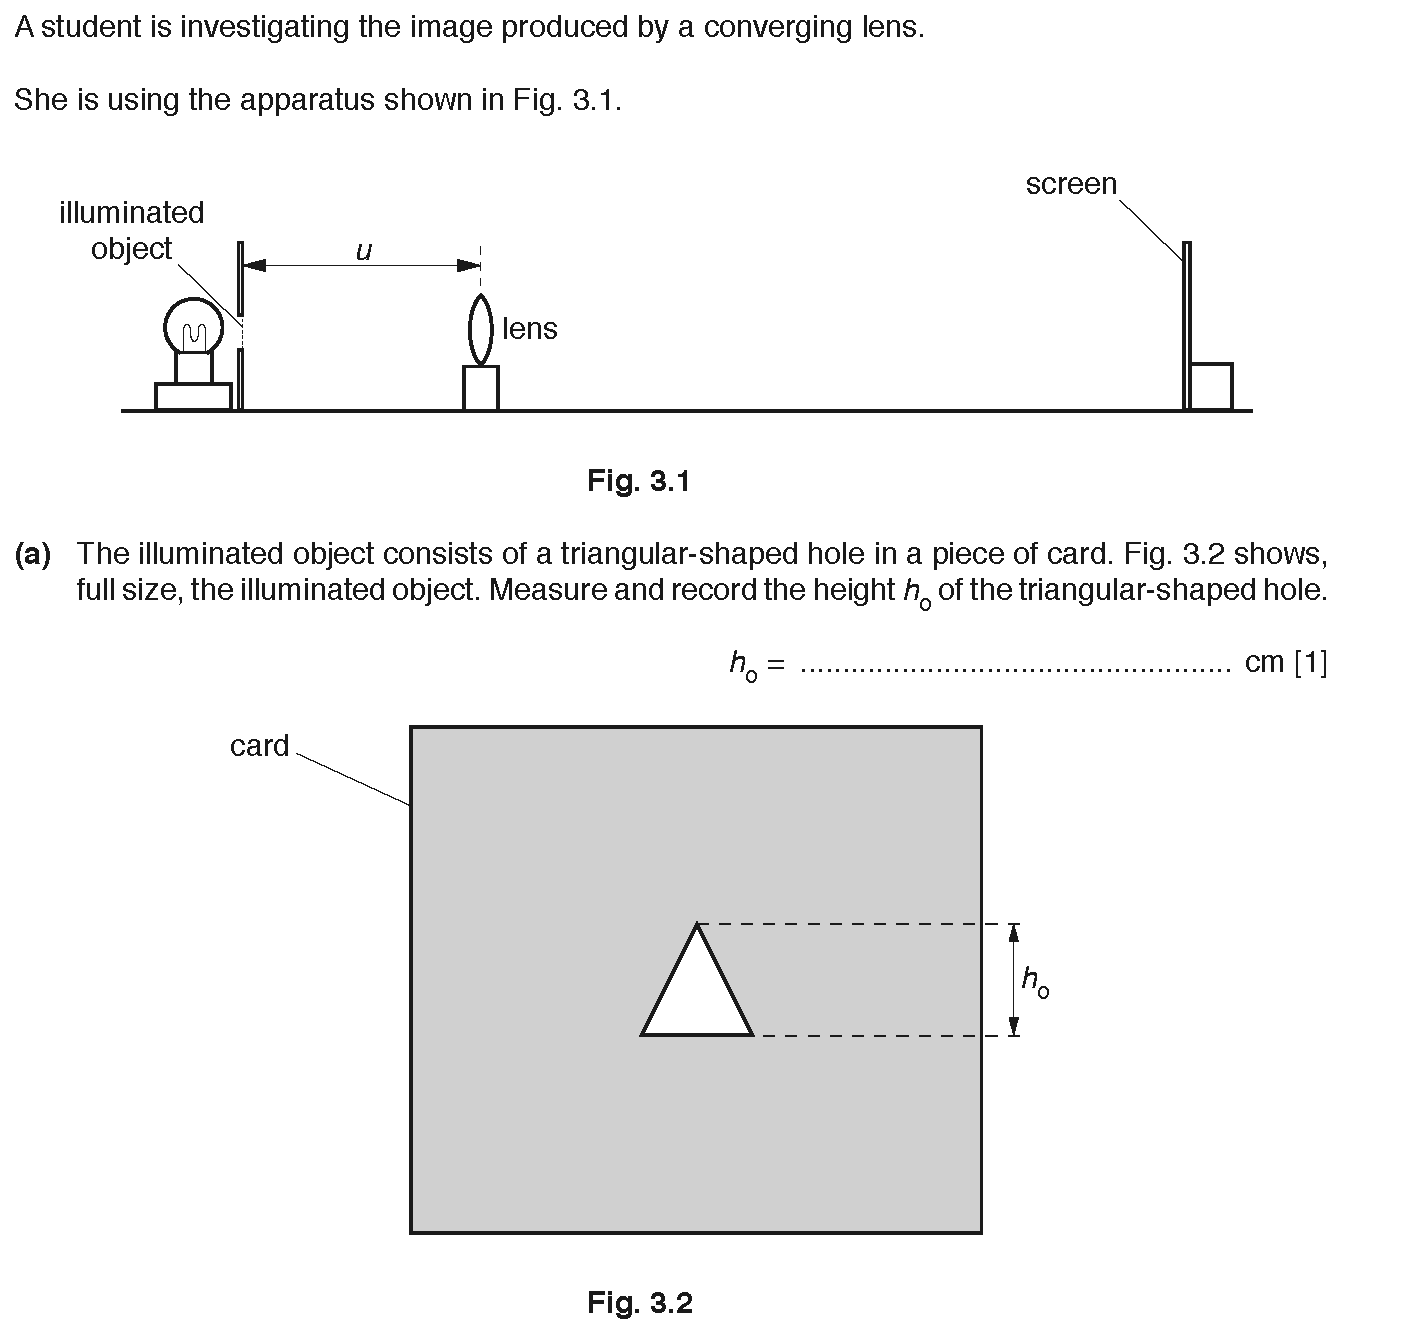 A student is investigating the image produced by a converging lens.
She is using the apparatus shown in Fig. 3.1.
screen
illuminated
object
u
lens
Fig. 3.1
(a) The illuminated object consists of a triangular-shaped hole in a piece of card. Fig. 3.2 shows,
full size, the illuminated object. Measure and record the height hₒ of the triangular-shaped hole.
hₒ = .................................................. cm [1]
card
hₒ
Fig. 3.2